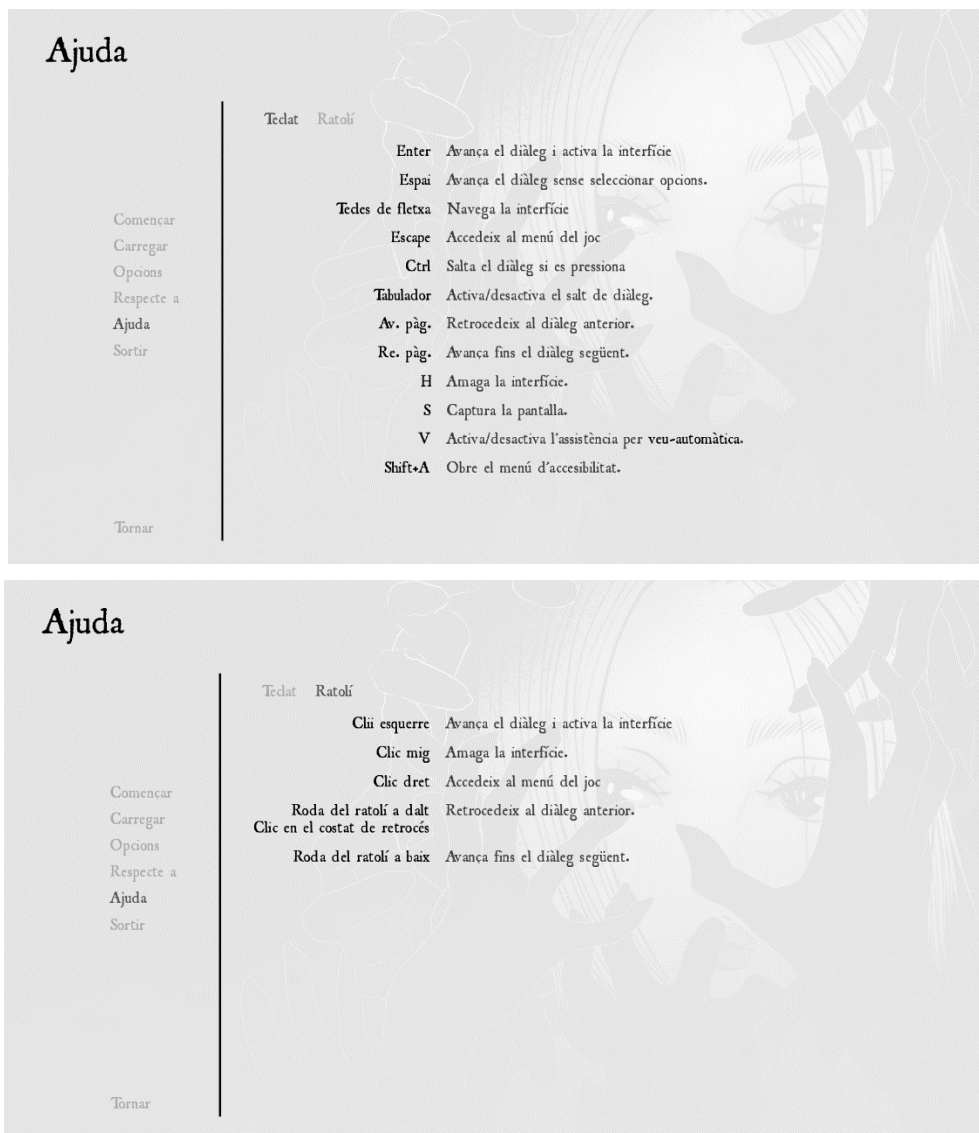 Ajuda
Teclat Ratolí
Enter Avança el diàleg i activa la interfície
Espai Avança el diàleg sense seleccionar opcions.
Tecles de fletxa Navega la interfície
Escape Accedeix al menú del joc
Ctrl Salta el diàleg si es pressiona
Tabulador Activa/desactiva el salt de diàleg.
Av. pàg. Retrocedeix al diàleg anterior.
Re. pàg. Avança fins el diàleg següent.
H Amaga la interfície.
S Captura la pantalla.
V Activa/desactiva l'assistència per veu-automàtica.
Shift+A Obre el menú d'accesibilitat.
Començar
Carregar
Opcions
Respecte a
Ajuda
Sortir
Tornar
Ajuda
Teclat Ratolí
Clii esquerre Avança el diàleg i activa la interfície
Clic mig Amaga la interfície.
Clic dret Accedeix al menú del joc
Roda del ratolí a dalt Retrocedeix al diàleg anterior.
Clic en el costat de retrocés
Roda del ratolí a baix Avança fins el diàleg següent.
Començar
Carregar
Opcions
Respecte a
Ajuda
Sortir
Tornar